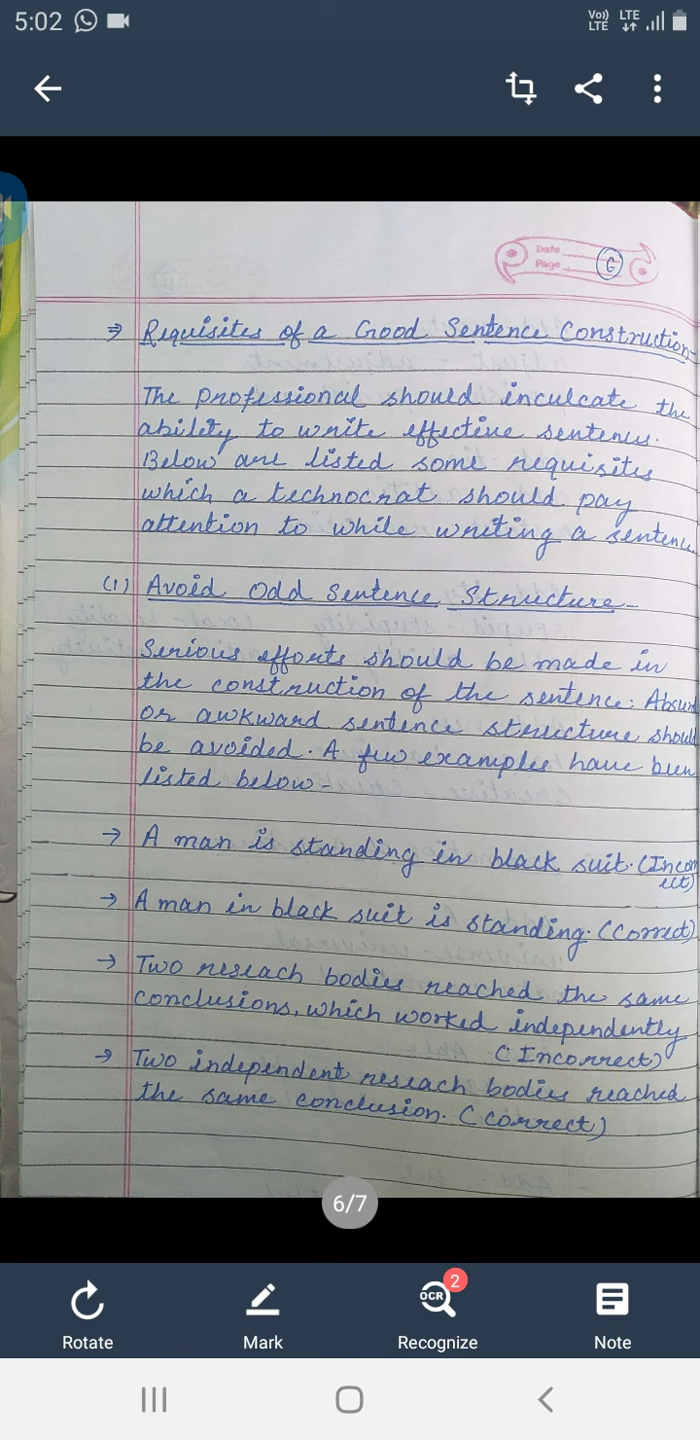 5:02
Vo)) LTE LTE
Date
Page 6
⇒ Requisites of a Good Sentence Construction-
The professional should inculcate the
ability to write effective sentences.
Below are listed some requisites
which a technocrat should pay
attention to while writing a sentence
(1) Avoid Odd Sentence Structure-
Serious efforts should be made in
the construction of the sentence: Absurd
or awkward sentence structure should
be avoided. A few examples have been
listed below-
→ A man is standing in black suit. (Incorr
ect)
→ A man in black suit is standing. (Correct)
→ Two reseach bodies reached the same
conclusions, which worked independently
(Incorrect)
→ Two independent reseach bodies reached
the same conclusion. (correct)
6/7
OCR 2
Rotate Mark Recognize Note